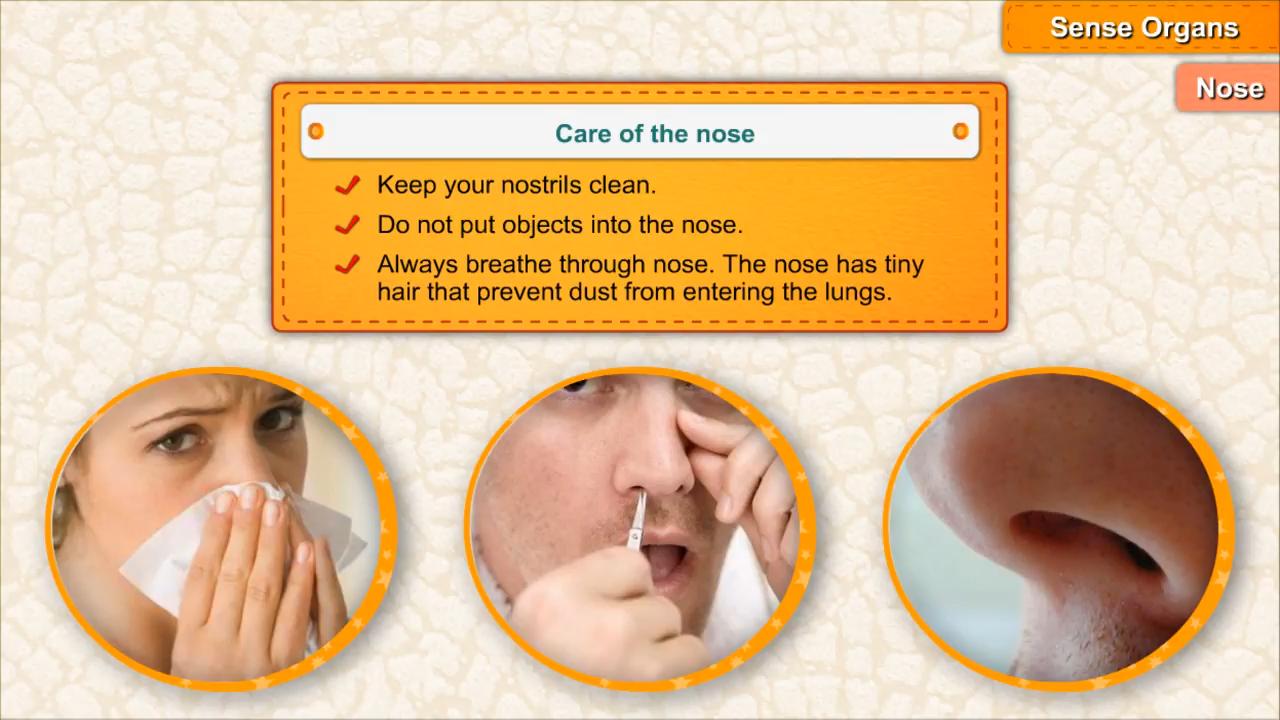 Sense Organs
Nose
Care of the nose
Keep your nostrils clean.
Do not put objects into the nose.
Always breathe through nose. The nose has tiny
hair that prevent dust from entering the lungs.